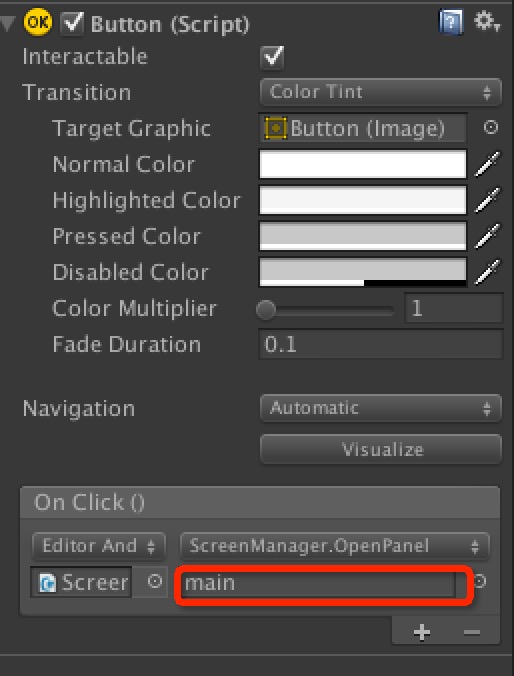 OK Button (Script)
Interactable
Transition Color Tint
Target Graphic Button (Image)
Normal Color
Highlighted Color
Pressed Color
Disabled Color
Color Multiplier 1
Fade Duration 0.1
Navigation Automatic
Visualize
On Click ()
Editor And ScreenManager.OpenPanel
Screer main
+ −